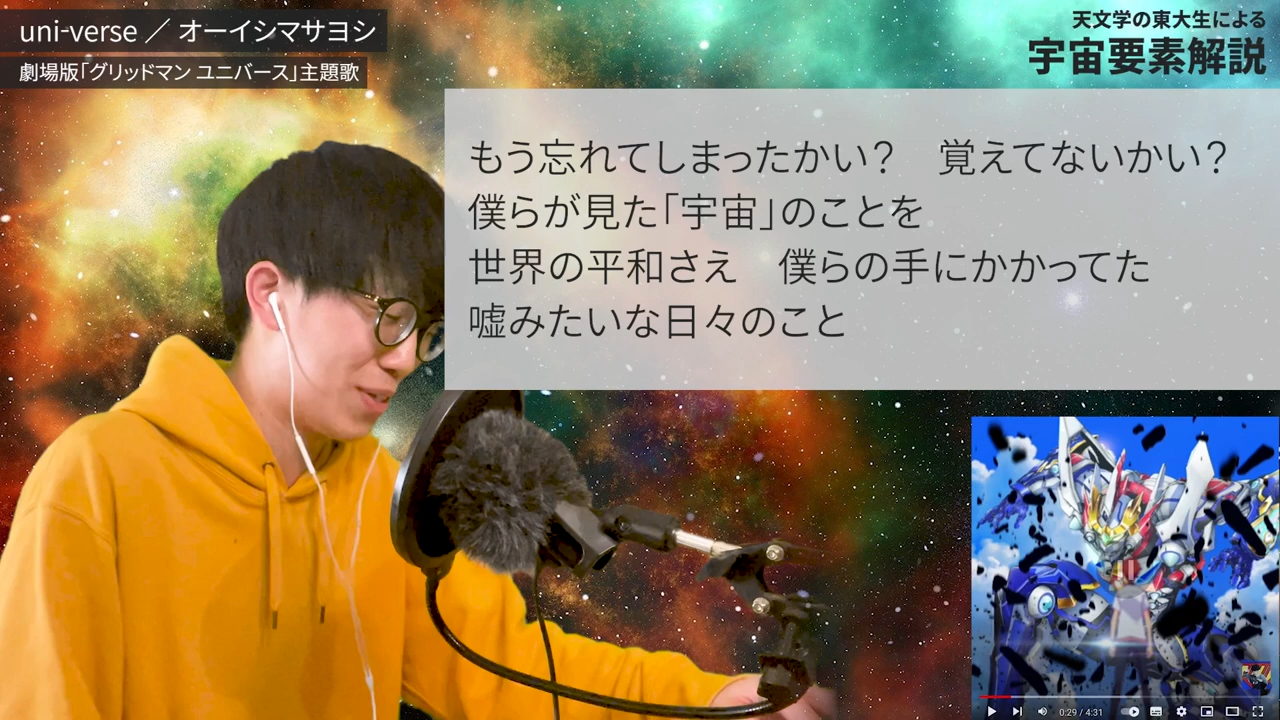 uni-verse ／ オーイシマサヨシ
劇場版「グリッドマン ユニバース」主題歌
天文学の東大生による
宇宙要素解説
もう忘れてしまったかい？　覚えてないかい？
僕らが見た「宇宙」のことを
世界の平和さえ　僕らの手にかかってた
嘘みたいな日々のこと
0:29 / 4:31